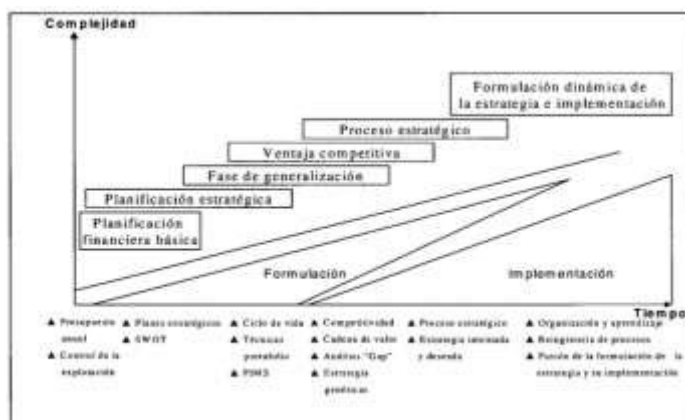 Complejidad
Formulación dinámica de
la estrategia e implementación
Proceso estratégico
Ventaja competitiva
Fase de generalización
Planificación estratégica
Planificación
financiera básica
Formulación
Implementación
Tiempo
▲ Presupuesto
anual
▲ Control de la
explotación
▲ Planes estratégicos
▲ SWOT
▲ Ciclo de vida
▲ Técnicas
portafolio
▲ PIMS
▲ Competitividad
▲ Cadenas de valor
▲ Análisis "Gap"
▲ Estrategia
genéricas
▲ Proceso estratégico
▲ Estrategia intentada
y deseada
▲ Organización y aprendizaje
▲ Reingeniería de procesos
▲ Fusión de la formulación de la
estrategia y su implementación